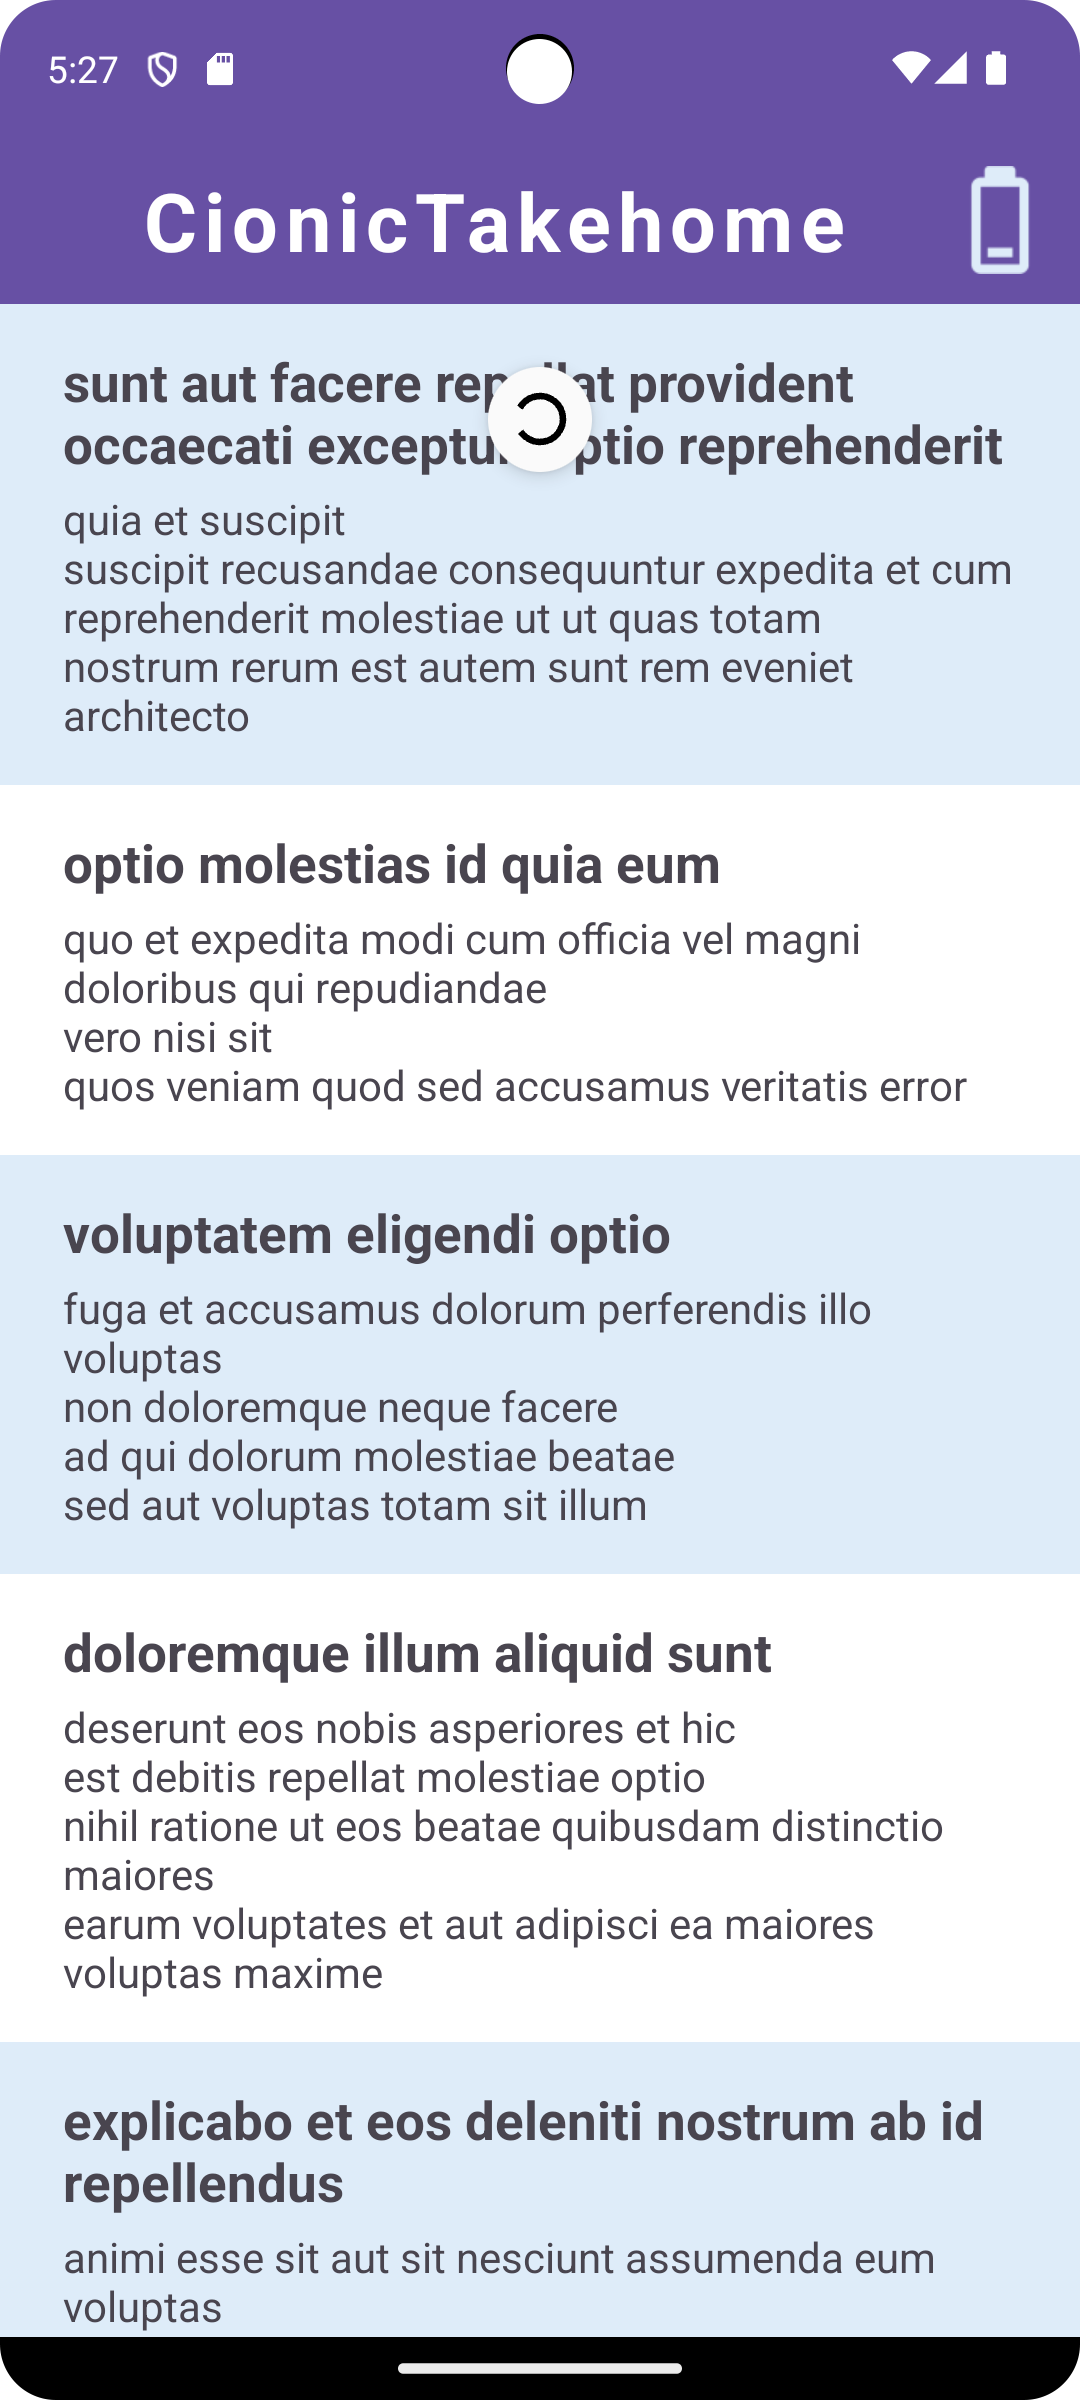 5:27
CionicTakehome
sunt aut facere repellat provident
occaecati excepturi optio reprehenderit
quia et suscipit
suscipit recusandae consequuntur expedita et cum
reprehenderit molestiae ut ut quas totam
nostrum rerum est autem sunt rem eveniet
architecto
optio molestias id quia eum
quo et expedita modi cum officia vel magni
doloribus qui repudiandae
vero nisi sit
quos veniam quod sed accusamus veritatis error
voluptatem eligendi optio
fuga et accusamus dolorum perferendis illo
voluptas
non doloremque neque facere
ad qui dolorum molestiae beatae
sed aut voluptas totam sit illum
doloremque illum aliquid sunt
deserunt eos nobis asperiores et hic
est debitis repellat molestiae optio
nihil ratione ut eos beatae quibusdam distinctio
maiores
earum voluptates et aut adipisci ea maiores
voluptas maxime
explicabo et eos deleniti nostrum ab id
repellendus
animi esse sit aut sit nesciunt assumenda eum
voluptas